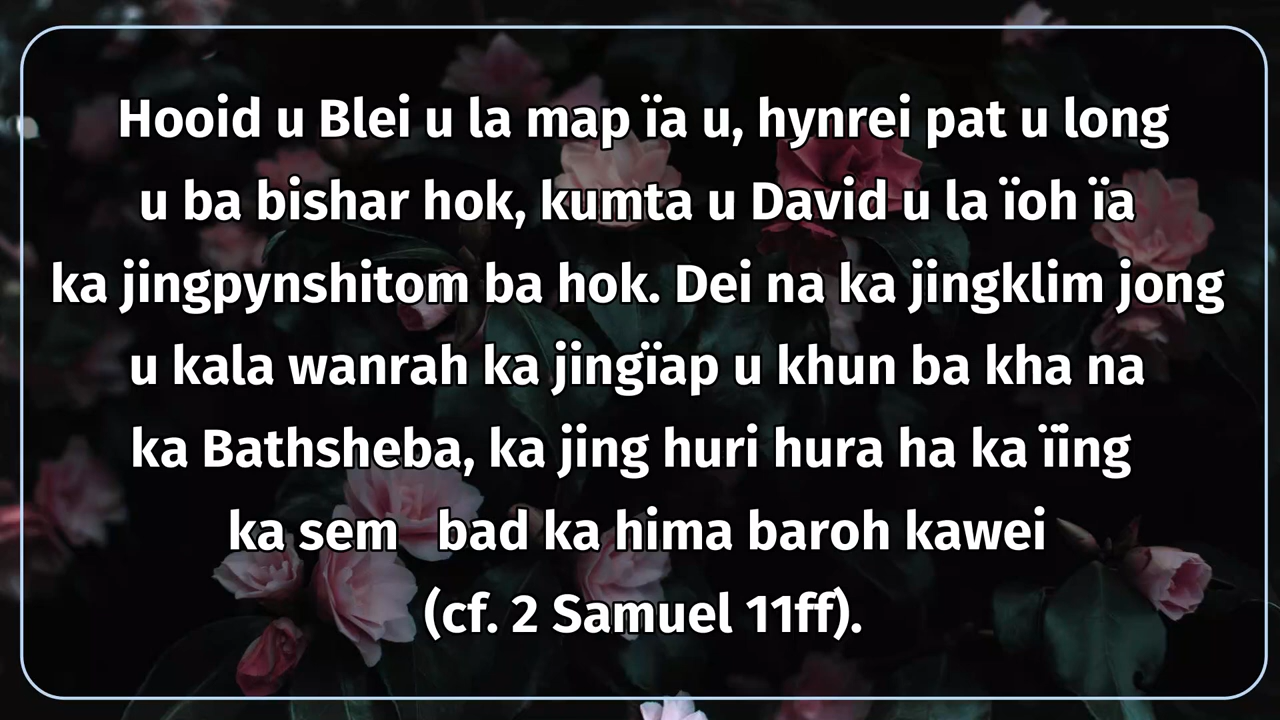 Hooid u Blei u la map ïa u, hynrei pat u long
u ba bishar hok, kumta u David u la ïoh ïa
ka jingpynshitom ba hok. Dei na ka jingklim jong
u kala wanrah ka jingïap u khun ba kha na
ka Bathsheba, ka jing huri hura ha ka ïing
ka sem bad ka hima baroh kawei
(cf. 2 Samuel 11ff).